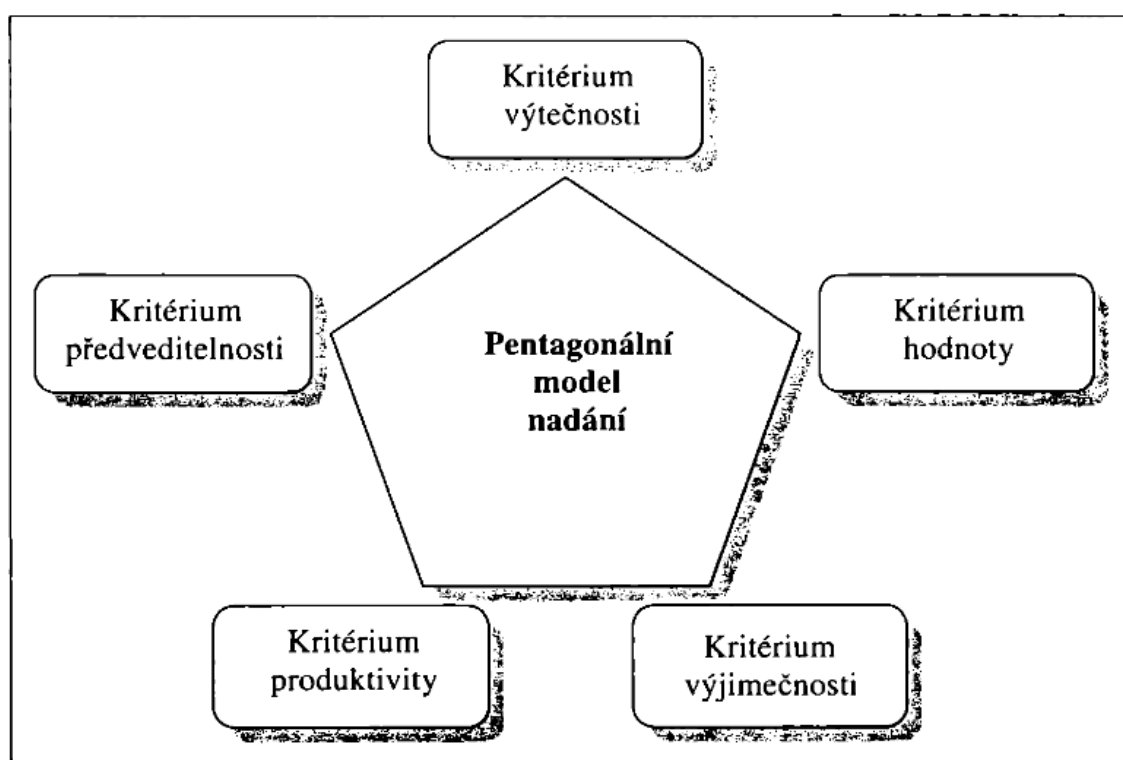 Kritérium
výtečnosti
Kritérium
předveditelnosti
Pentagonální
model
nadání
Kritérium
hodnoty
Kritérium
produktivity
Kritérium
výjimečnosti